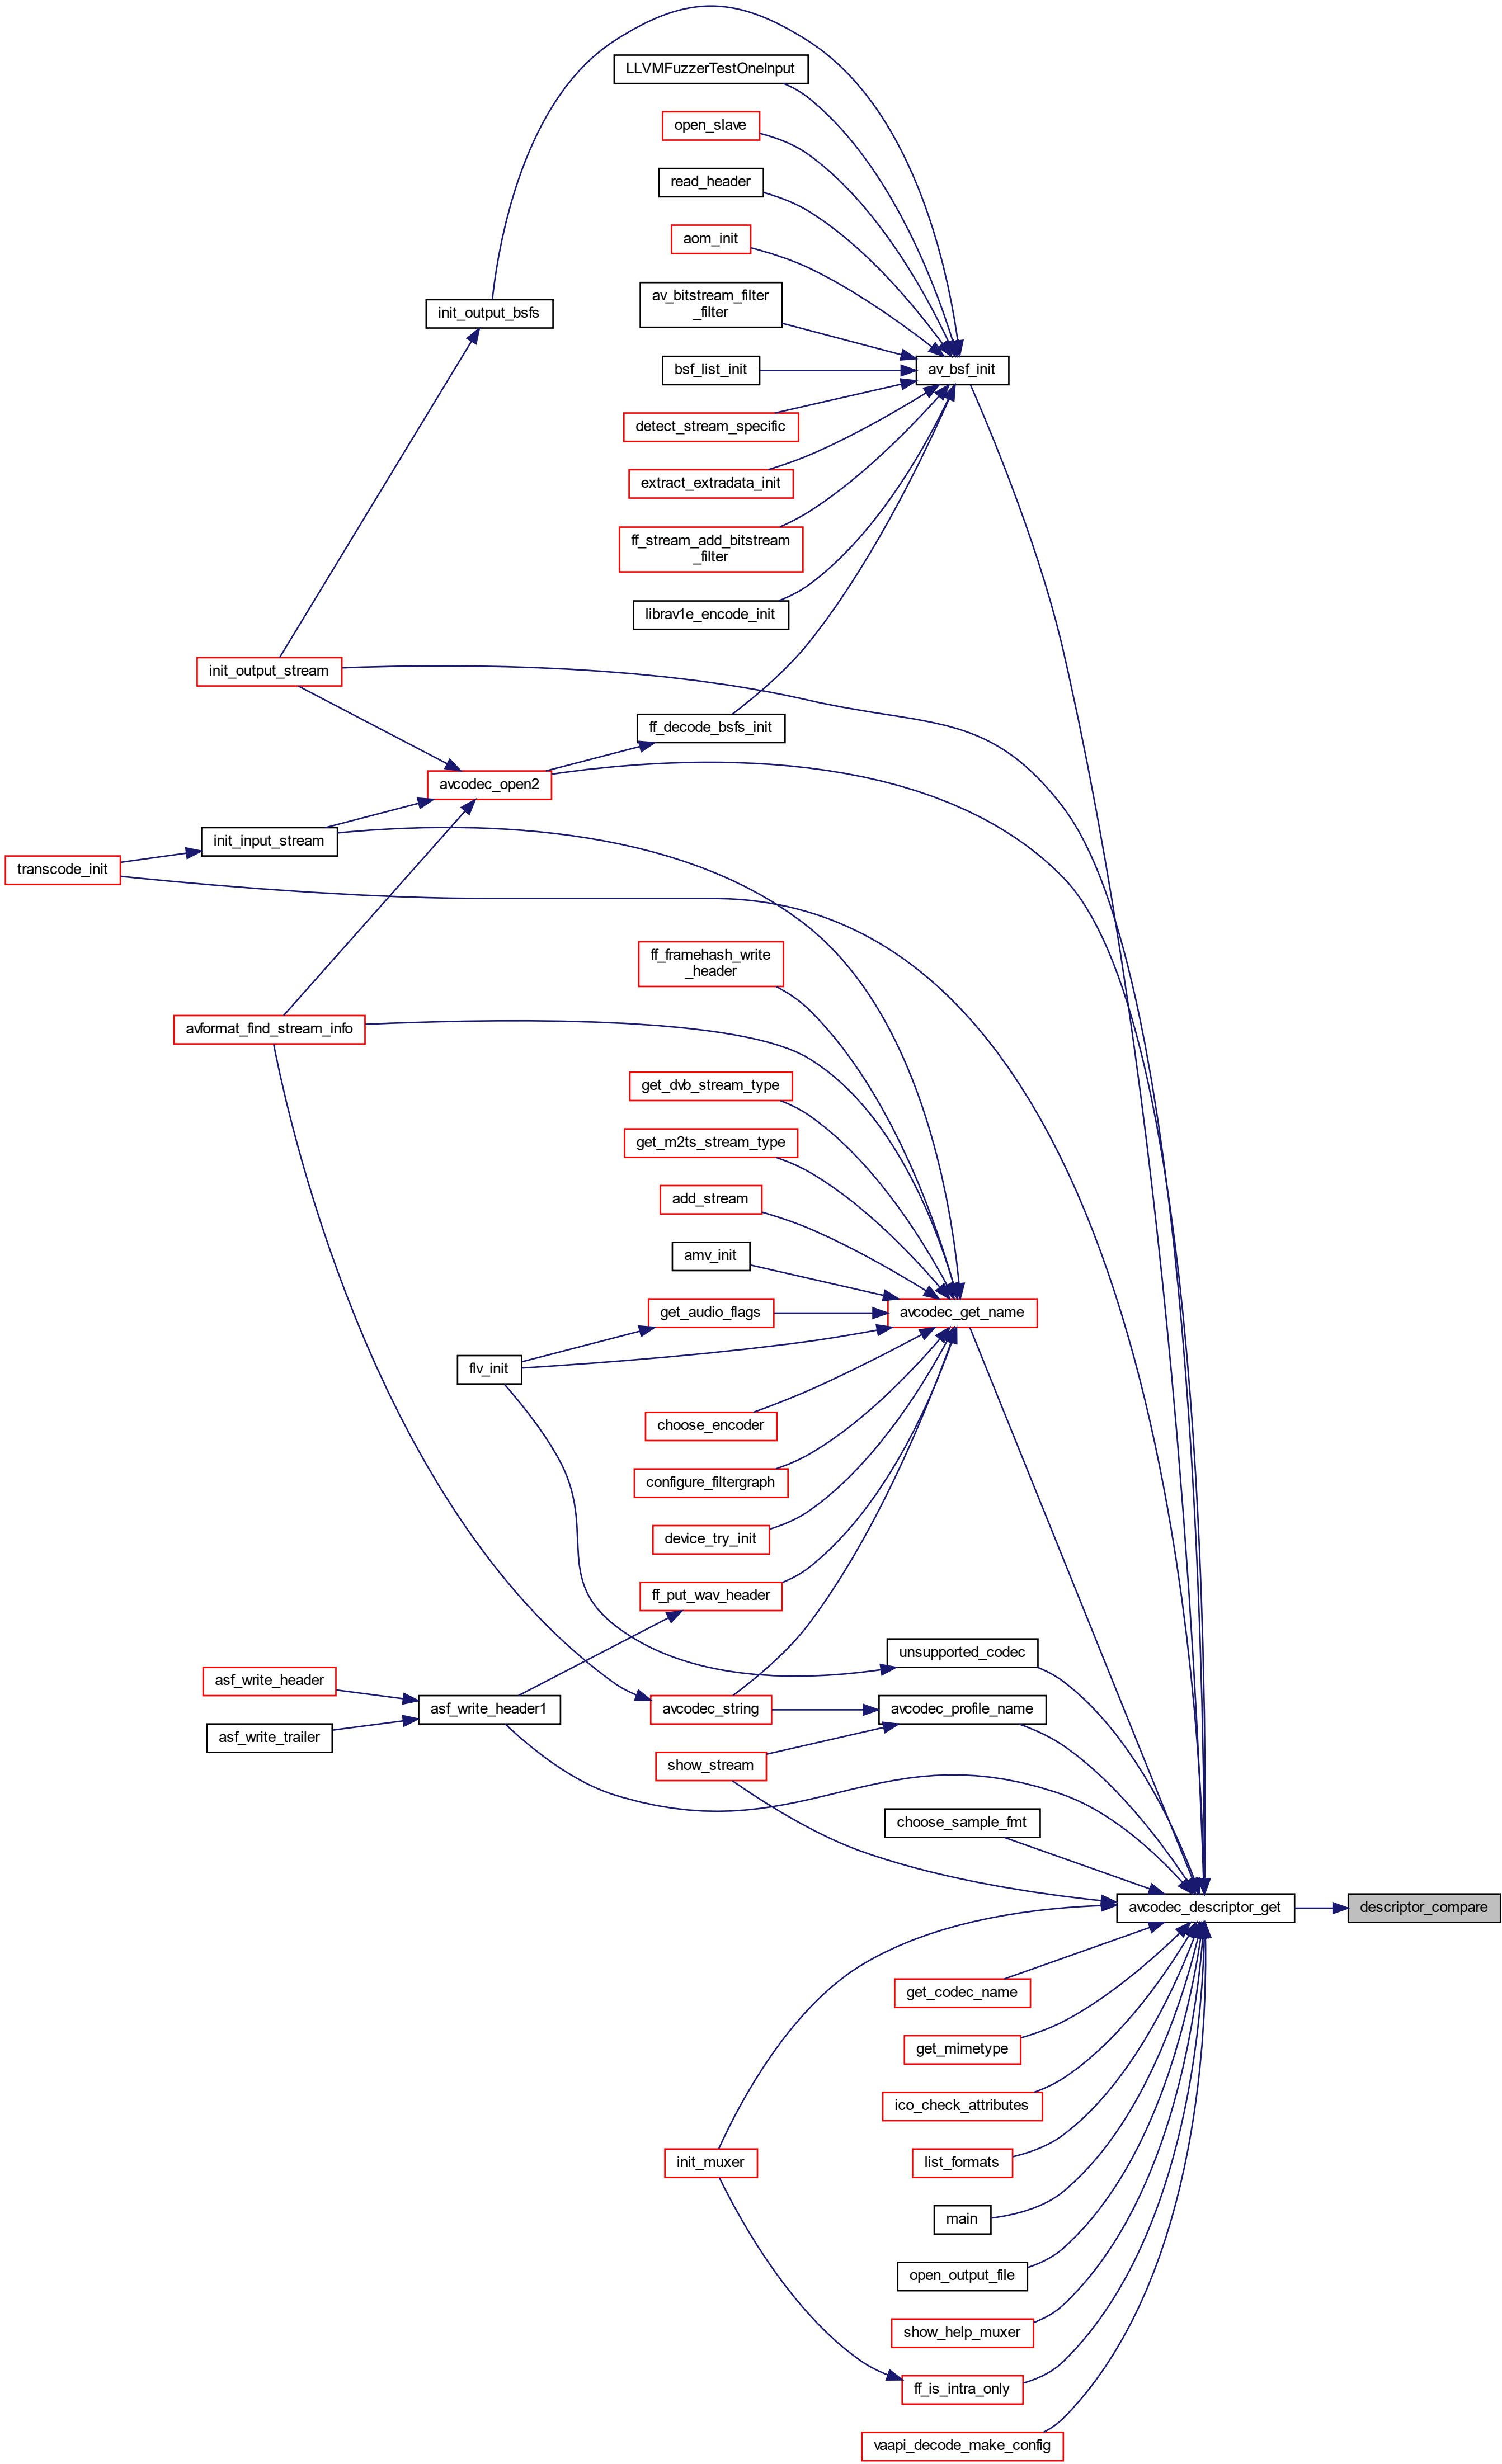 LLVMFuzzerTestOneInput
open_slave
read_header
aom_init
av_bitstream_filter
_filter
init_output_bsfs
bsf_list_init
av_bsf_init
detect_stream_specific
extract_extradata_init
ff_stream_add_bitstream
_filter
librav1e_encode_init
init_output_stream
ff_decode_bsfs_init
avcodec_open2
init_input_stream
transcode_init
ff_framehash_write
_header
avformat_find_stream_info
get_dvb_stream_type
get_m2ts_stream_type
add_stream
amv_init
get_audio_flags
avcodec_get_name
flv_init
choose_encoder
configure_filtergraph
device_try_init
ff_put_wav_header
unsupported_codec
asf_write_header
asf_write_header1
avcodec_string
avcodec_profile_name
asf_write_trailer
show_stream
choose_sample_fmt
avcodec_descriptor_get
descriptor_compare
get_codec_name
get_mimetype
ico_check_attributes
init_muxer
list_formats
main
open_output_file
show_help_muxer
ff_is_intra_only
vaapi_decode_make_config